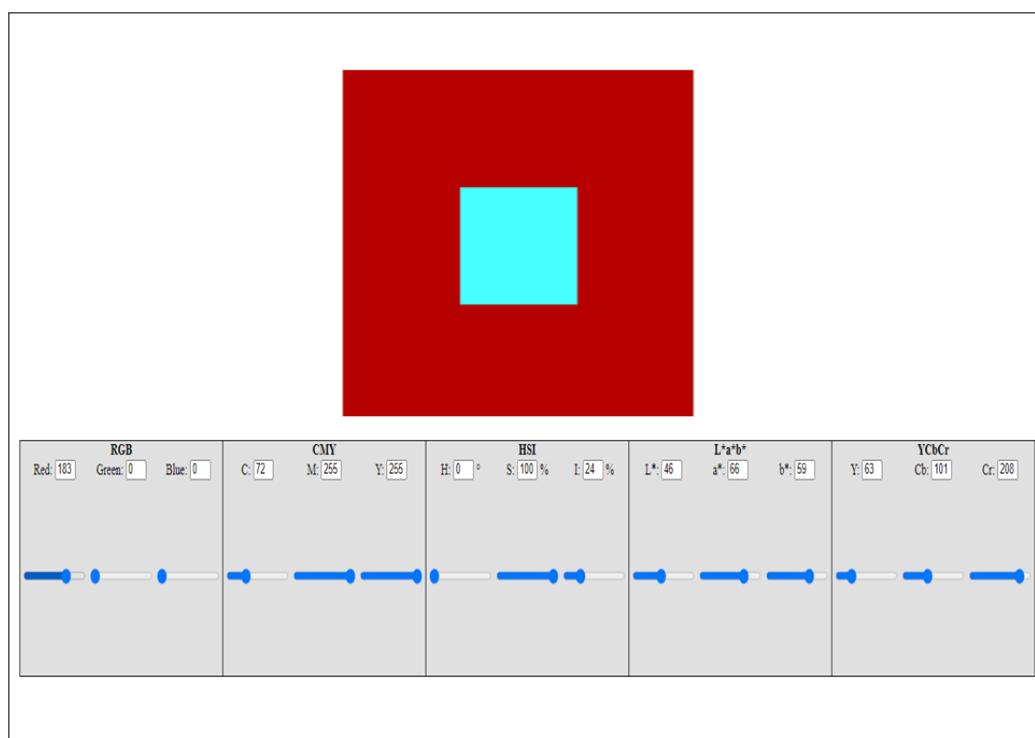 RGB CMY HSI L*a*b* YCbCr
Red: 183 Green: 0 Blue: 0 C: 72 M: 255 Y: 255 H: 0 º S: 100 % I: 24 % L*: 46 a*: 66 b*: 59 Y: 63 Cb: 101 Cr: 208